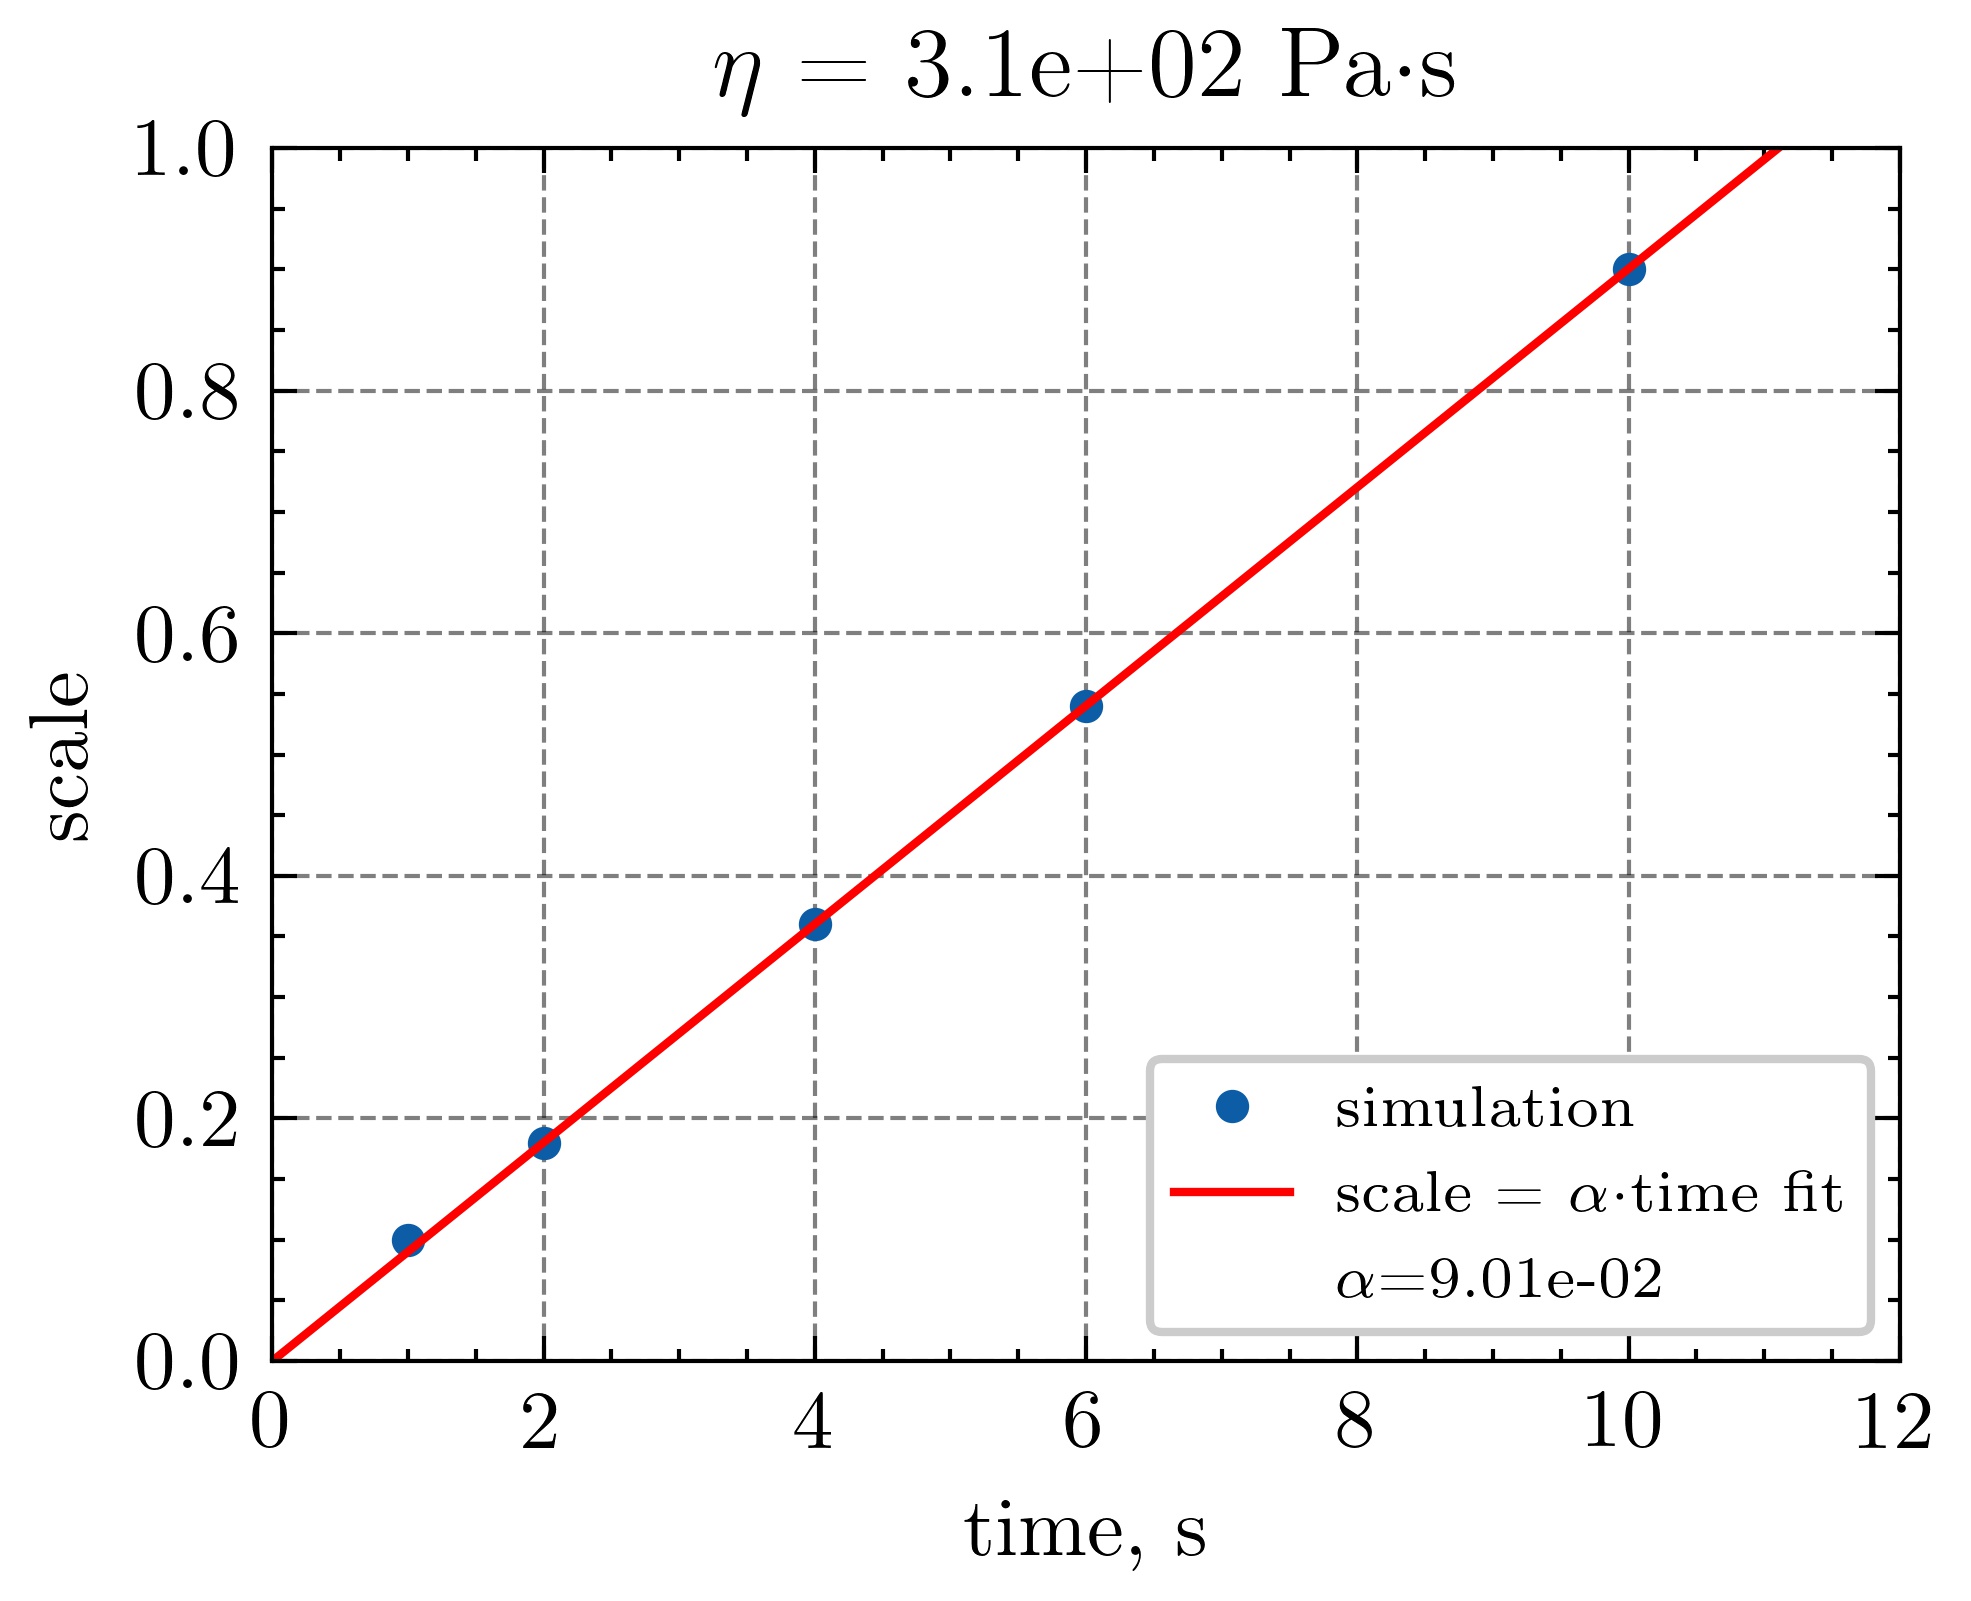 η = 3.1e+02 Pa·s
1.0
0.8
0.6
0.4
0.2
0.0
scale
simulation
scale = α·time fit
α=9.01e-02
0 2 4 6 8 10 12
time, s